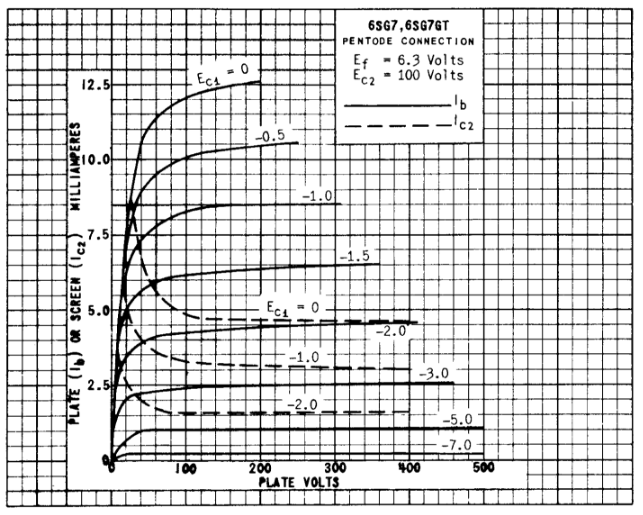 6SG7,6SG7GT
PENTODE CONNECTION
Ef = 6.3 Volts
Ec2 = 100 Volts
Ib
Ic2
PLATE (Ib) OR SCREEN (Ic2) MILLIAMPERES
12.5
10.0
7.5
5.0
2.5
0
Ec1 = 0
-0.5
-1.0
-1.5
Ec1 = 0
-2.0
-1.0
-3.0
-2.0
-5.0
-7.0
0 100 200 300 400 500
PLATE VOLTS